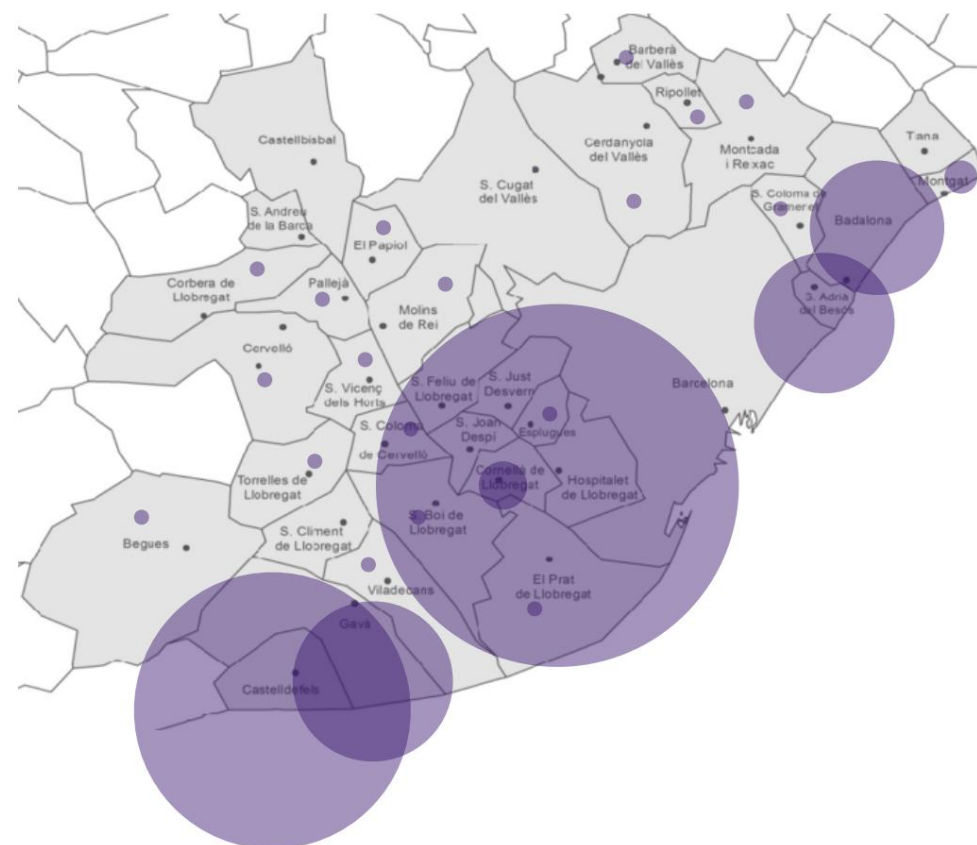 Barberà
del Vallès
Ripollet
Castellbisbal
Cerdanyola
del Vallès
Montcada
i Reixac
Tiana
S. Cugat
del Vallès
Montgat
S. Coloma de
Gramenet
S. Andreu
de la Barca
Badalona
El Papiol
Corbera de
Llobregat
Pallejà
S. Adrià
del Besòs
Molins
de Rei
Cervelló
S. Vicenç
dels Horts
S. Feliu de
Llobregat
S. Just
Desvern
Barcelona
S. Coloma
de Cervelló
S. Joan
Despí
Esplugues
Torrelles de
Llobregat
Cornellà de
Llobregat
Hospitalet
de Llobregat
S. Boi de
Llobregat
S. Climent
de Llobregat
Begues
El Prat
de Llobregat
Viladecans
Gavà
Castelldefels